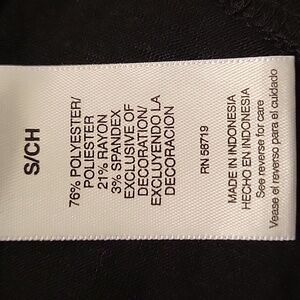 S/CH
76% POLYESTER/
POLIESTER
21% RAYON
3% SPANDEX
EXCLUSIVE OF
DECORATION/
EXCLUYENDO LA
DECORACION
RN 58719
MADE IN INDONESIA
HECHO EN INDONESIA
See reverse for care
Vease el reverso para el cuidado